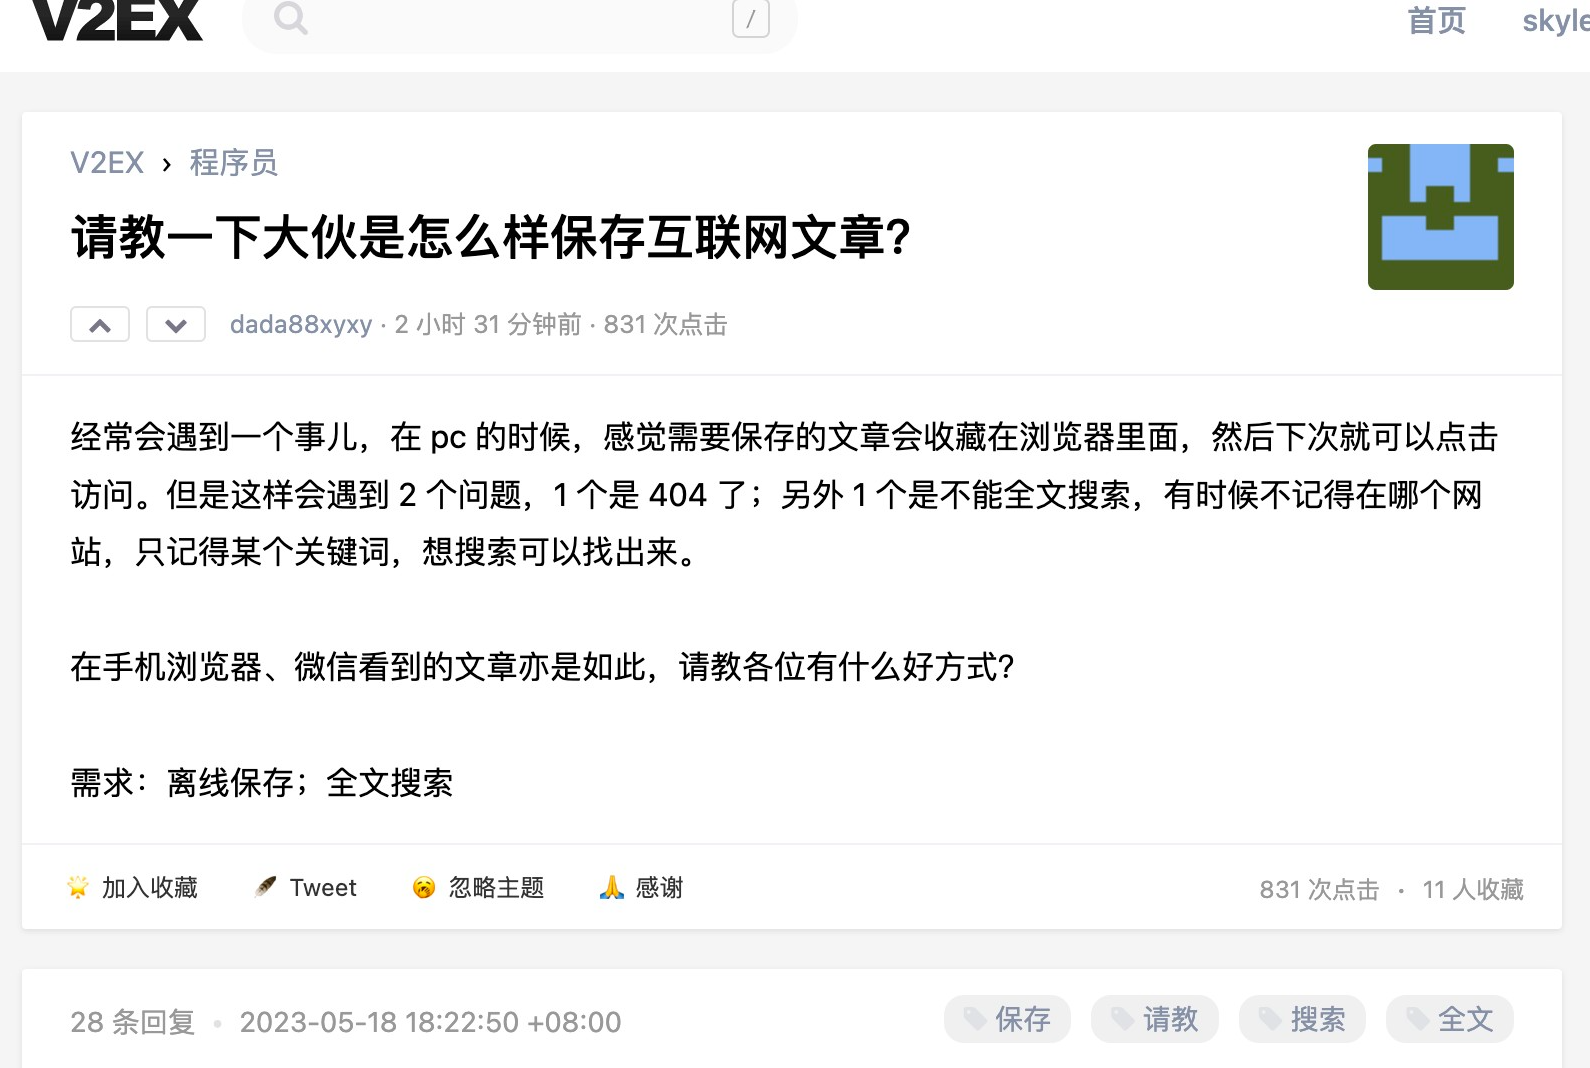 V2EX
/
首页
skyle
V2EX › 程序员
请教一下大伙是怎么样保存互联网文章?
dada88xyxy · 2 小时 31 分钟前 · 831 次点击
经常会遇到一个事儿，在 pc 的时候，感觉需要保存的文章会收藏在浏览器里面，然后下次就可以点击
访问。但是这样会遇到 2 个问题，1 个是 404 了；另外 1 个是不能全文搜索，有时候不记得在哪个网
站，只记得某个关键词，想搜索可以找出来。
在手机浏览器、微信看到的文章亦是如此，请教各位有什么好方式?
需求：离线保存；全文搜索
加入收藏 Tweet 忽略主题 感谢
831 次点击 · 11 人收藏
28 条回复 • 2023-05-18 18:22:50 +08:00
保存 请教 搜索 全文